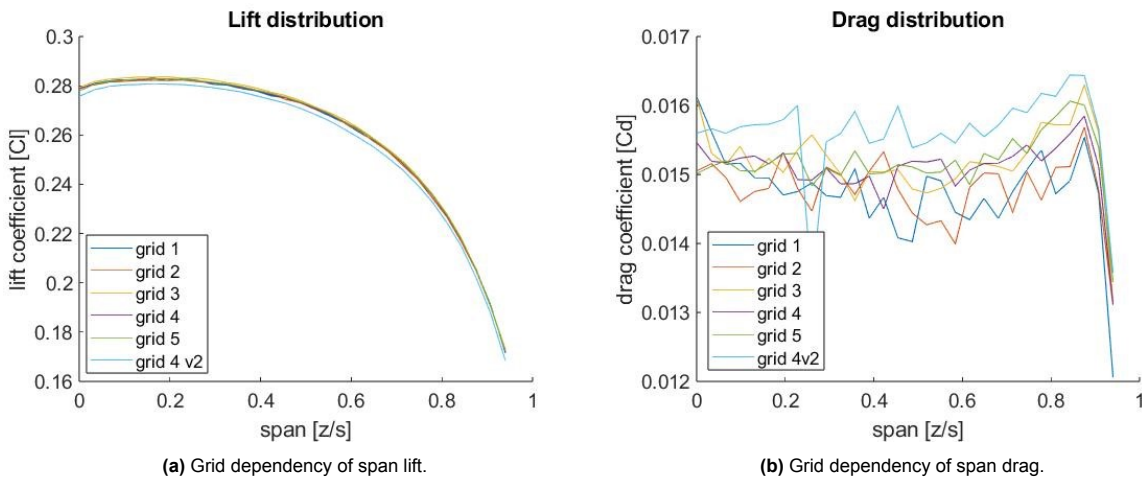 Lift distribution
0.3
0.28
0.26
0.24
0.22
0.2
0.18
0.16
lift coefficient [Cl]
grid 1
grid 2
grid 3
grid 4
grid 5
grid 4 v2
0
0.2
0.4
0.6
0.8
1
span [z/s]
(a) Grid dependency of span lift.
Drag distribution
0.017
0.016
0.015
0.014
0.013
0.012
drag coefficient [Cd]
grid 1
grid 2
grid 3
grid 4
grid 5
grid 4v2
0
0.2
0.4
0.6
0.8
1
span [z/s]
(b) Grid dependency of span drag.